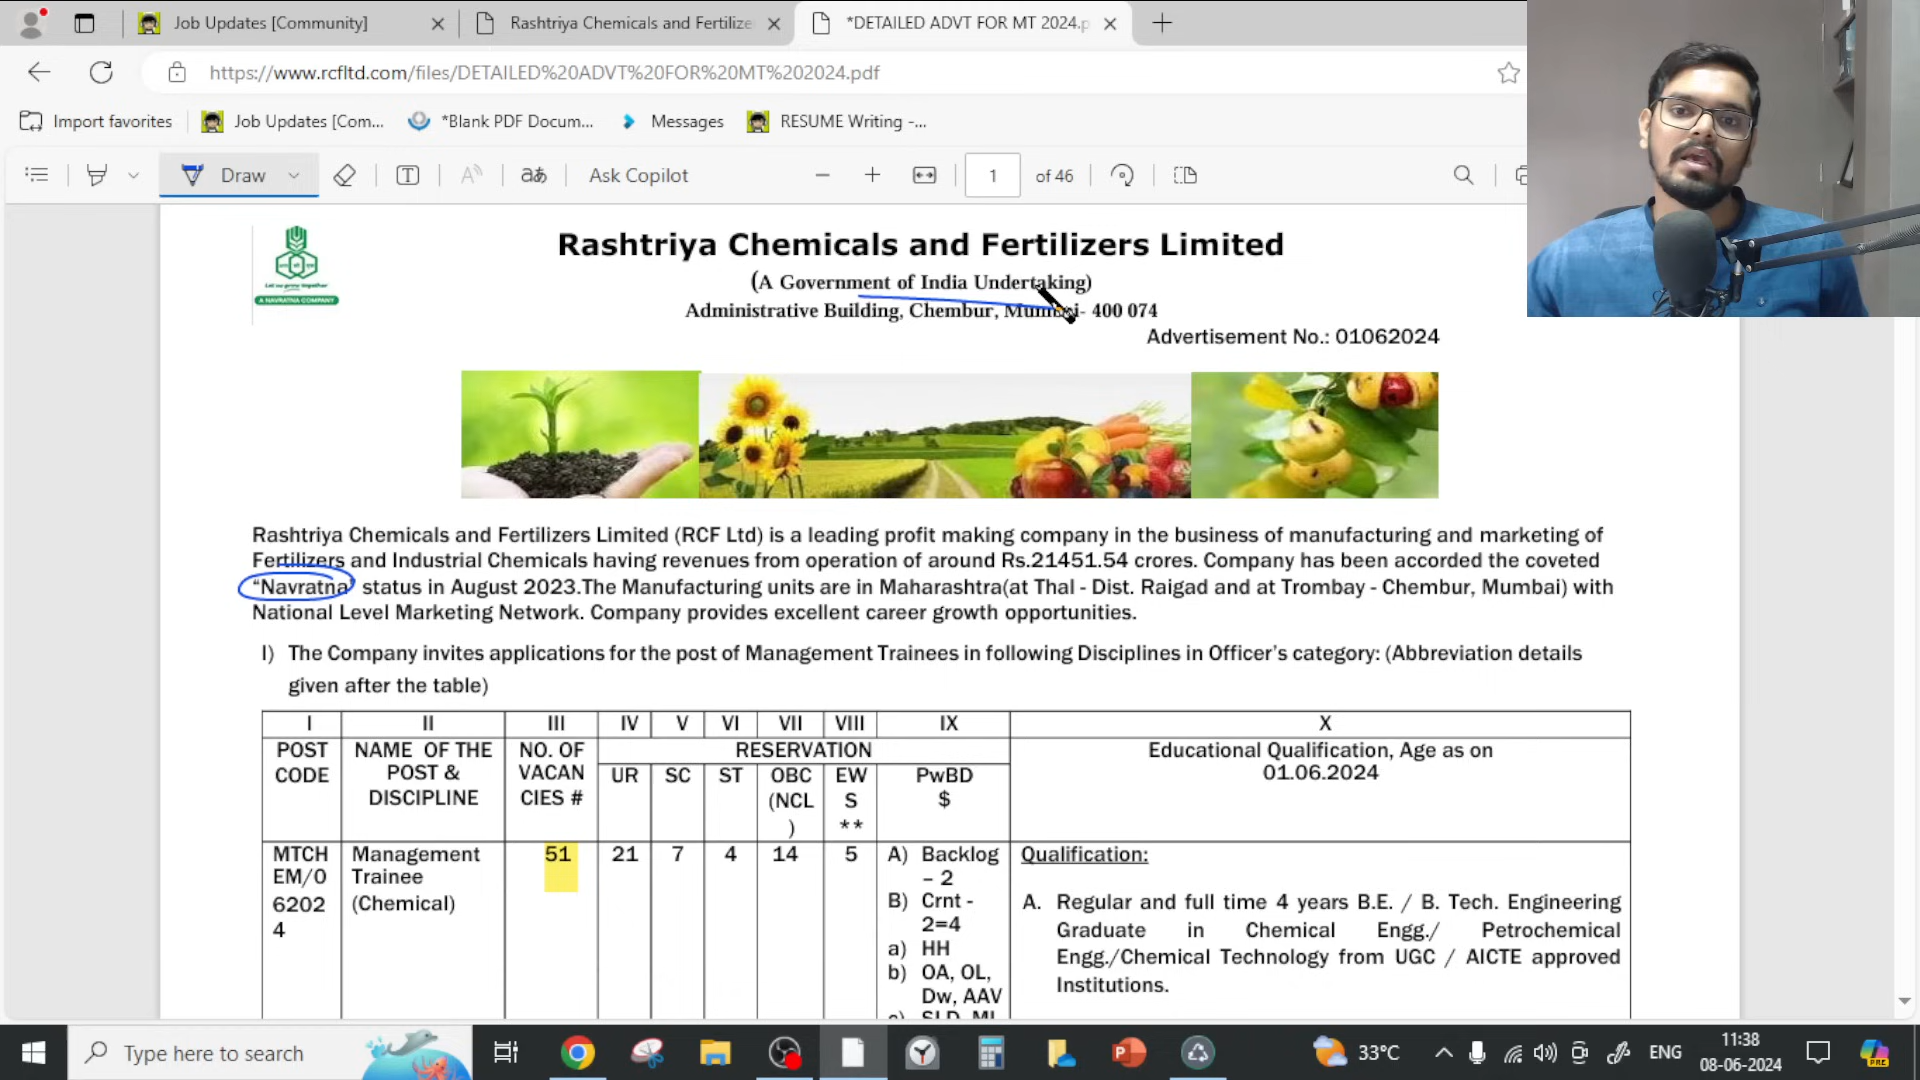 Job Updates [Community]
Rashtriya Chemicals and Fertilize
*DETAILED ADVT FOR MT 2024.p
https://www.rcfltd.com/files/DETAILED%20ADVT%20FOR%20MT%202024.pdf
Import favorites
Job Updates [Com...
*Blank PDF Docum...
Messages
RESUME Writing -...
Draw
Ask Copilot
1 of 46
Let us grow together
A NAVRATNA COMPANY
Rashtriya Chemicals and Fertilizers Limited
(A Government of India Undertaking)
Administrative Building, Chembur, Mumbai- 400 074
Advertisement No.: 01062024
Rashtriya Chemicals and Fertilizers Limited (RCF Ltd) is a leading profit making company in the business of manufacturing and marketing of
Fertilizers and Industrial Chemicals having revenues from operation of around Rs.21451.54 crores. Company has been accorded the coveted
“Navratna” status in August 2023.The Manufacturing units are in Maharashtra(at Thal - Dist. Raigad and at Trombay - Chembur, Mumbai) with
National Level Marketing Network. Company provides excellent career growth opportunities.
I) The Company invites applications for the post of Management Trainees in following Disciplines in Officer’s category: (Abbreviation details
given after the table)
I II III IV V VI VII VIII IX X
POST CODE
NAME OF THE POST & DISCIPLINE
NO. OF VACAN CIES #
RESERVATION
UR SC ST OBC (NCL ) EW S ** PwBD $
Educational Qualification, Age as on
01.06.2024
MTCH EM/0 6202 4
Management Trainee (Chemical)
51 21 7 4 14 5
A) Backlog – 2
B) Crnt - 2=4
a) HH
b) OA, OL, Dw, AAV
Qualification:
A. Regular and full time 4 years B.E. / B. Tech. Engineering
Graduate in Chemical Engg./ Petrochemical
Engg./Chemical Technology from UGC / AICTE approved
Institutions.
Type here to search
33°C
ENG
11:38
08-06-2024
PRE